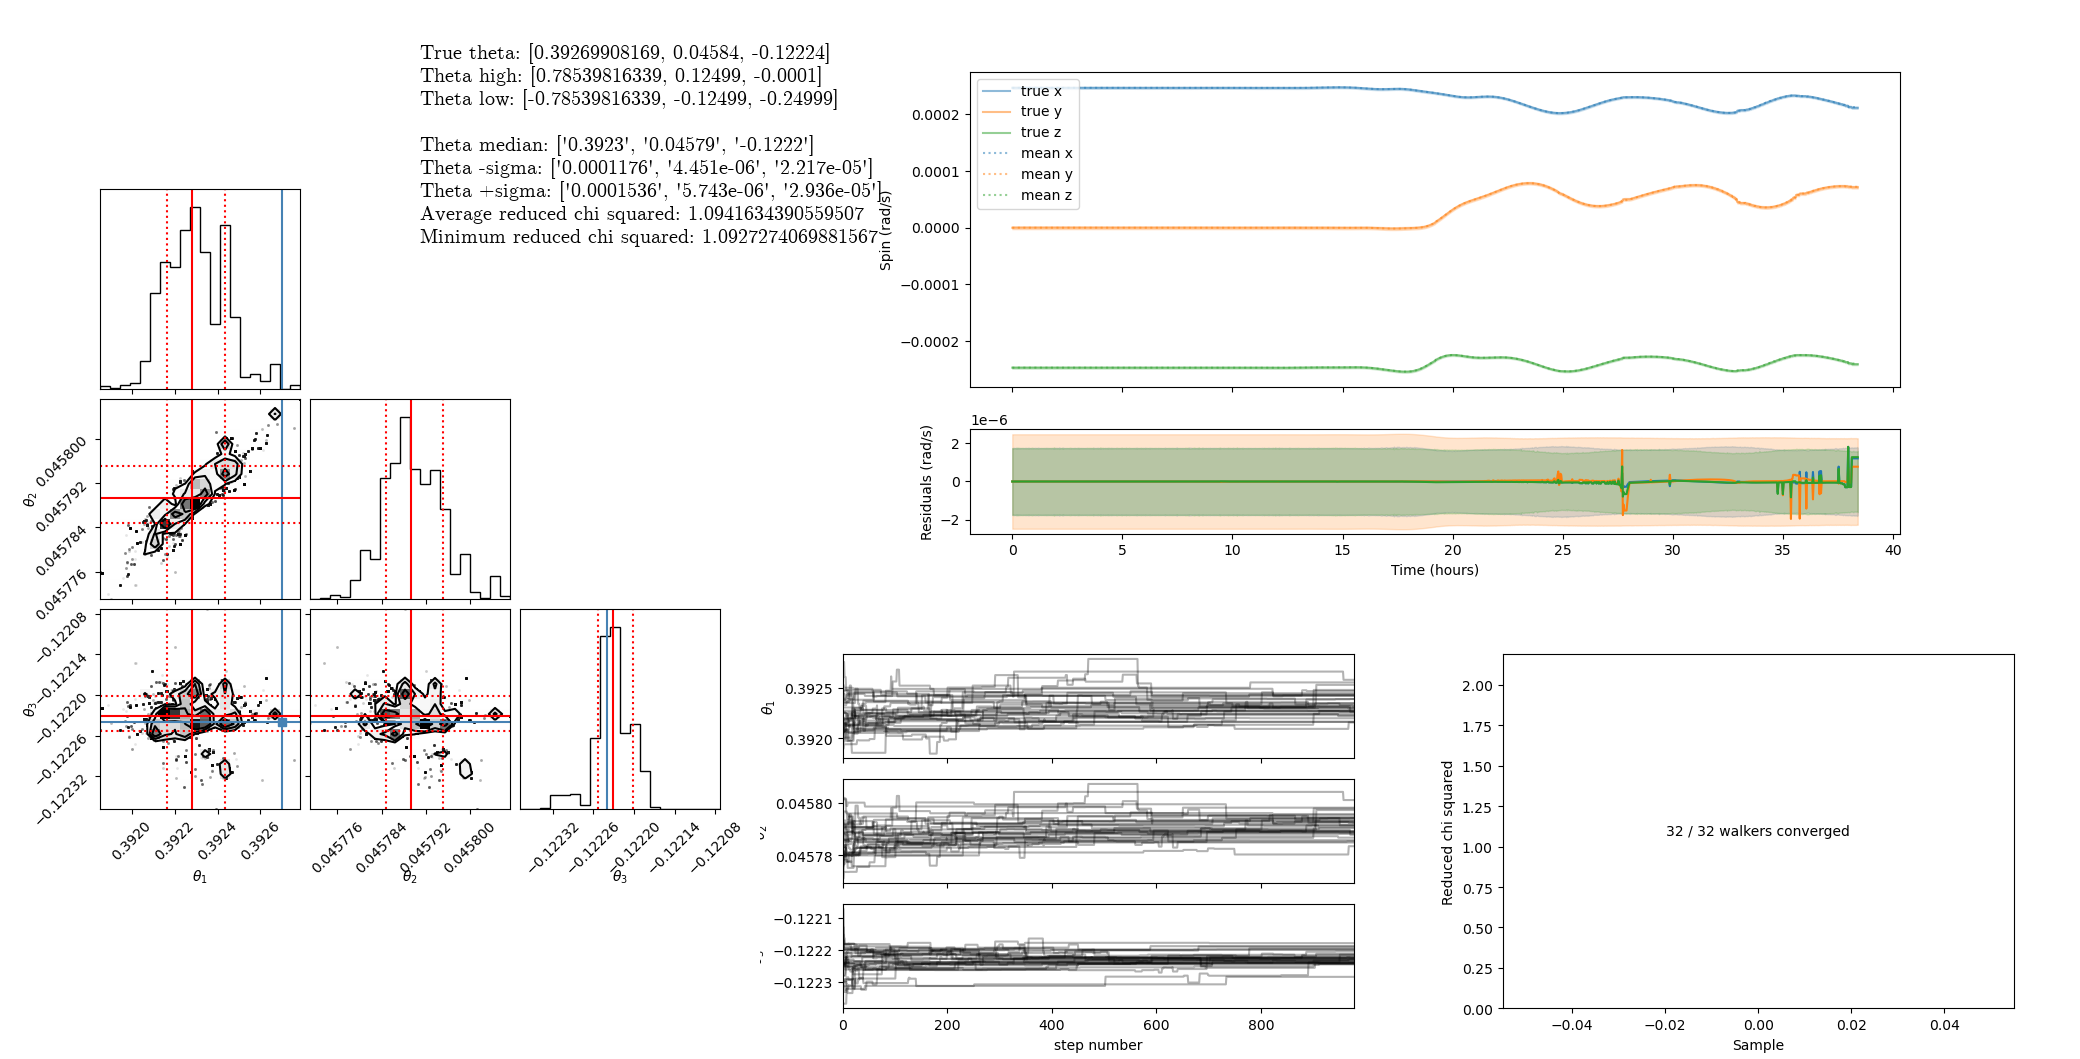 True theta: [0.39269908169, 0.04584, -0.12224]
Theta high: [0.78539816339, 0.12499, -0.0001]
Theta low: [-0.78539816339, -0.12499, -0.24999]
Theta median: ['0.3923', '0.04579', '-0.1222']
Theta -sigma: ['0.0001176', '4.451e-06', '2.217e-05']
Theta +sigma: ['0.0001536', '5.743e-06', '2.936e-05']
Average reduced chi squared: 1.0941634390559507
Minimum reduced chi squared: 1.0927274069881567
true x
true y
true z
mean x
mean y
mean z
0.0002
0.0001
0.0000
−0.0001
−0.0002
Spin (rad/s)
1e−6
2
0
−2
Residuals (rad/s)
0 5 10 15 20 25 30 35 40
Time (hours)
0.045800
0.045792
0.045784
0.045776
θ2
−0.12208
−0.12214
−0.12220
−0.12226
−0.12232
θ3
0.3920 0.3922 0.3924 0.3926
θ1
0.045776 0.045784 0.045792 0.045800
θ2
−0.12232 −0.12226 −0.12220 −0.12214 −0.12208
θ3
0.3925
0.3920
θ1
0.04580
0.04578
−0.1221
−0.1222
−0.1223
0 200 400 600 800
step number
2.00
1.75
1.50
1.25
1.00
0.75
0.50
0.25
0.00
Reduced chi squared
32 / 32 walkers converged
−0.04 −0.02 0.00 0.02 0.04
Sample